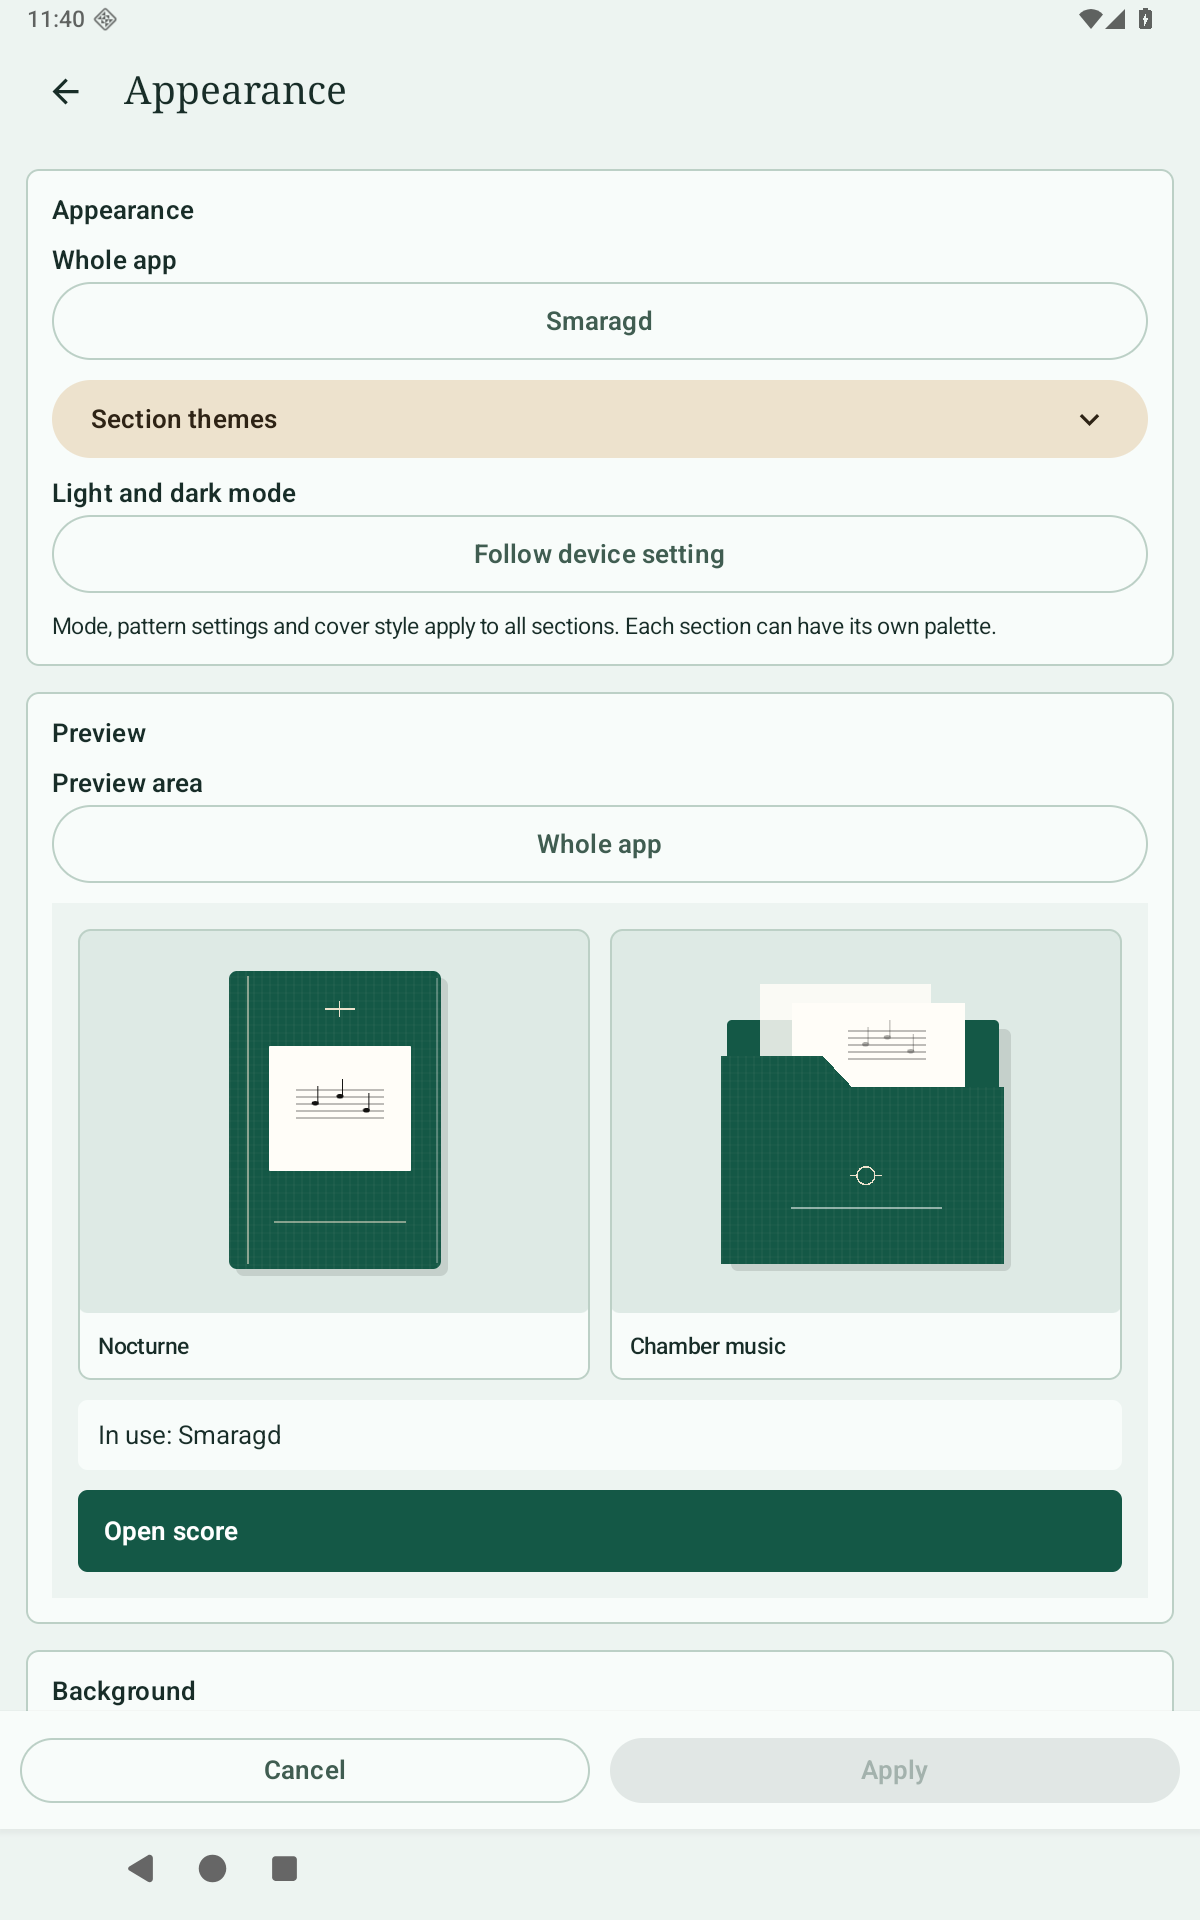 11:40
Appearance
Appearance
Whole app
Smaragd
Section themes
Light and dark mode
Follow device setting
Mode, pattern settings and cover style apply to all sections. Each section can have its own palette.
Preview
Preview area
Whole app
Nocturne
Chamber music
In use: Smaragd
Open score
Background
Cancel
Apply